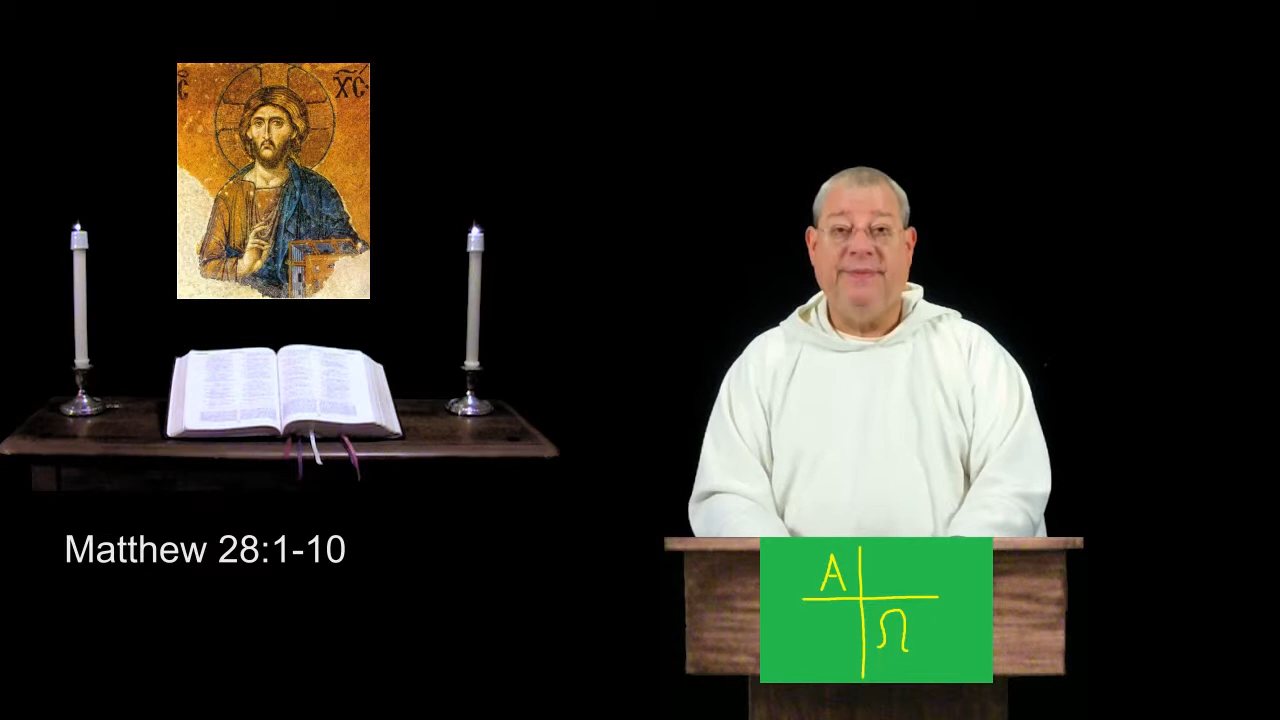 C̅ X̅C̅
Matthew 28:1-10
Α
Ω